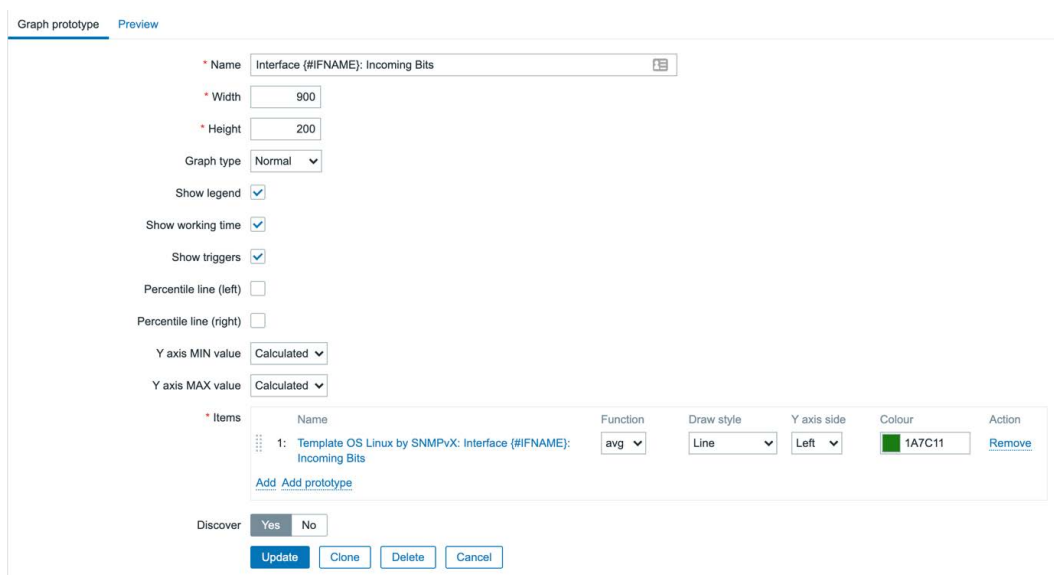 Graph prototype Preview
* Name Interface {#IFNAME}: Incoming Bits
* Width 900
* Height 200
Graph type Normal
Show legend
Show working time
Show triggers
Percentile line (left)
Percentile line (right)
Y axis MIN value Calculated
Y axis MAX value Calculated
* Items Name Function Draw style Y axis side Colour Action
1: Template OS Linux by SNMPvX: Interface {#IFNAME}: avg Line Left 1A7C11 Remove
Incoming Bits
Add Add prototype
Discover Yes No
Update Clone Delete Cancel